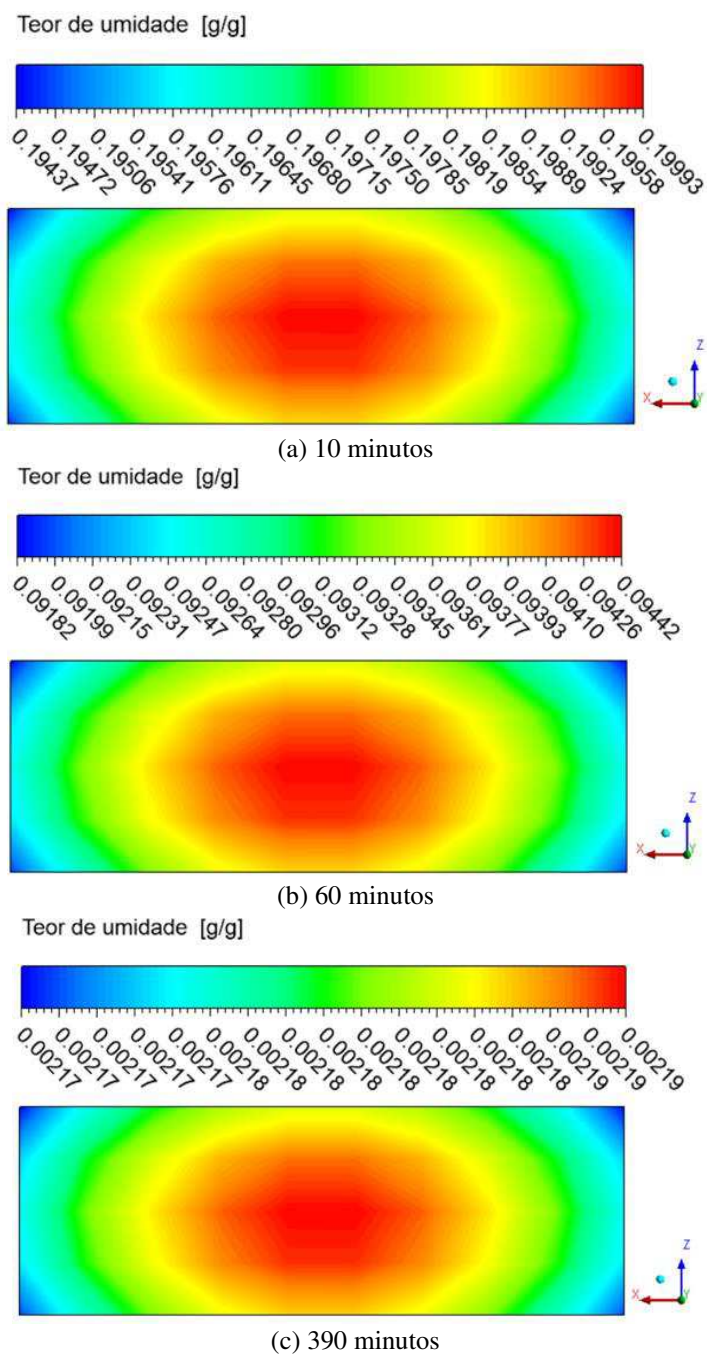 Teor de umidade [g/g]
0.19437 0.19472 0.19506 0.19541 0.19576 0.19611 0.19645 0.19680 0.19715 0.19750 0.19785 0.19819 0.19854 0.19889 0.19924 0.19958 0.19993
Z
X Y
(a) 10 minutos
Teor de umidade [g/g]
0.09182 0.09199 0.09215 0.09231 0.09247 0.09264 0.09280 0.09296 0.09312 0.09328 0.09345 0.09361 0.09377 0.09393 0.09410 0.09426 0.09442
Z
X Y
(b) 60 minutos
Teor de umidade [g/g]
0.00217 0.00217 0.00217 0.00217 0.00217 0.00218 0.00218 0.00218 0.00218 0.00218 0.00218 0.00218 0.00218 0.00218 0.00219 0.00219 0.00219
Z
X Y
(c) 390 minutos